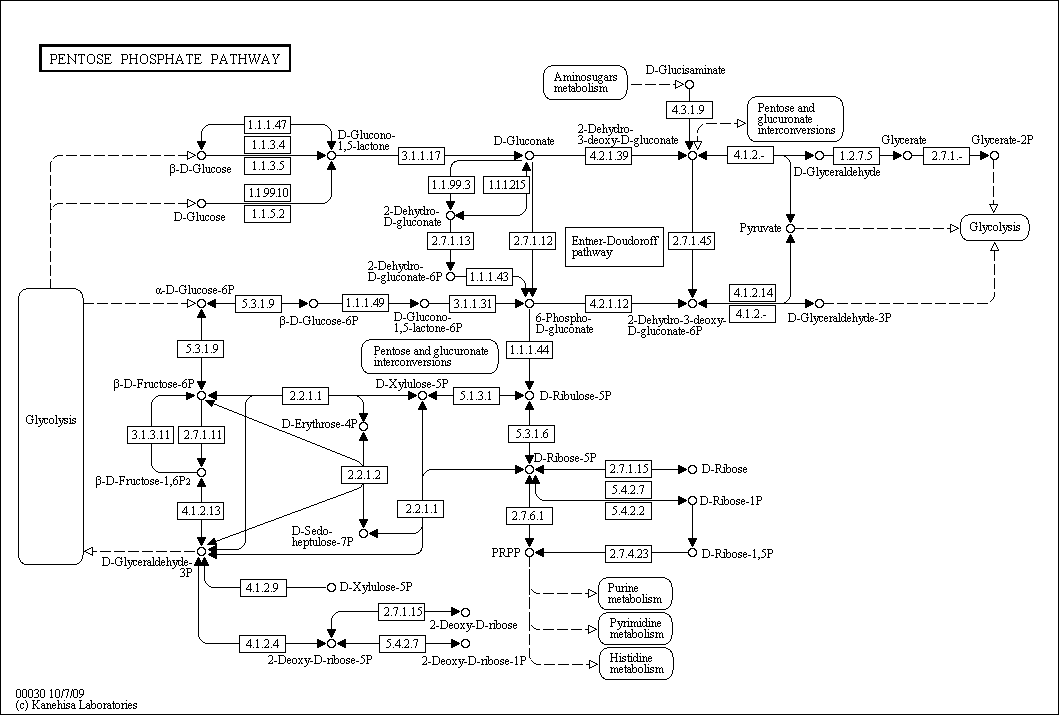 PENTOSE PHOSPHATE PATHWAY
D-Glucisaminate
Aminosugars
metabolism
4.3.1.9
Pentose and
glucuronate
interconversions
1.1.1.47
1.1.3.4
1.1.3.5
β-D-Glucose
D-Glucono-
1,5-lactone
3.1.1.17
D-Gluconate
4.2.1.39
2-Dehydro-
3-deoxy-D-gluconate
4.1.2.-
D-Glyceraldehyde
1.2.7.5
Glycerate
2.7.1.-
Glycerate-2P
1.1.99.10
1.1.5.2
D-Glucose
1.1.99.3
1.1.1.215
2-Dehydro-
D-gluconate
2.7.1.13
2.7.1.12
Entner-Doudoroff
pathway
2.7.1.45
Pyruvate
Glycolysis
2-Dehydro-
D-gluconate-6P
1.1.1.43
α-D-Glucose-6P
5.3.1.9
β-D-Glucose-6P
1.1.1.49
D-Glucono-
1,5-lactone-6P
3.1.1.31
6-Phospho-
D-gluconate
4.2.1.12
2-Dehydro-3-deoxy-
D-gluconate-6P
4.1.2.14
4.1.2.-
D-Glyceraldehyde-3P
5.3.1.9
Pentose and glucuronate
interconversions
1.1.1.44
β-D-Fructose-6P
2.2.1.1
D-Xylulose-5P
5.1.3.1
D-Ribulose-5P
Glycolysis
3.1.3.11
2.7.1.11
D-Erythrose-4P
5.3.1.6
β-D-Fructose-1,6P2
2.2.1.2
D-Ribose-5P
2.7.1.15
D-Ribose
5.4.2.7
5.4.2.2
D-Ribose-1P
4.1.2.13
2.2.1.1
2.7.6.1
D-Sedo-
heptulose-7P
D-Glyceraldehyde-
3P
PRPP
2.7.4.23
D-Ribose-1,5P
4.1.2.9
D-Xylulose-5P
Purine
metabolism
2.7.1.15
2-Deoxy-D-ribose
Pyrimidine
metabolism
4.1.2.4
2-Deoxy-D-ribose-5P
5.4.2.7
2-Deoxy-D-ribose-1P
Histidine
metabolism
00030 10/7/09
(c) Kanehisa Laboratories